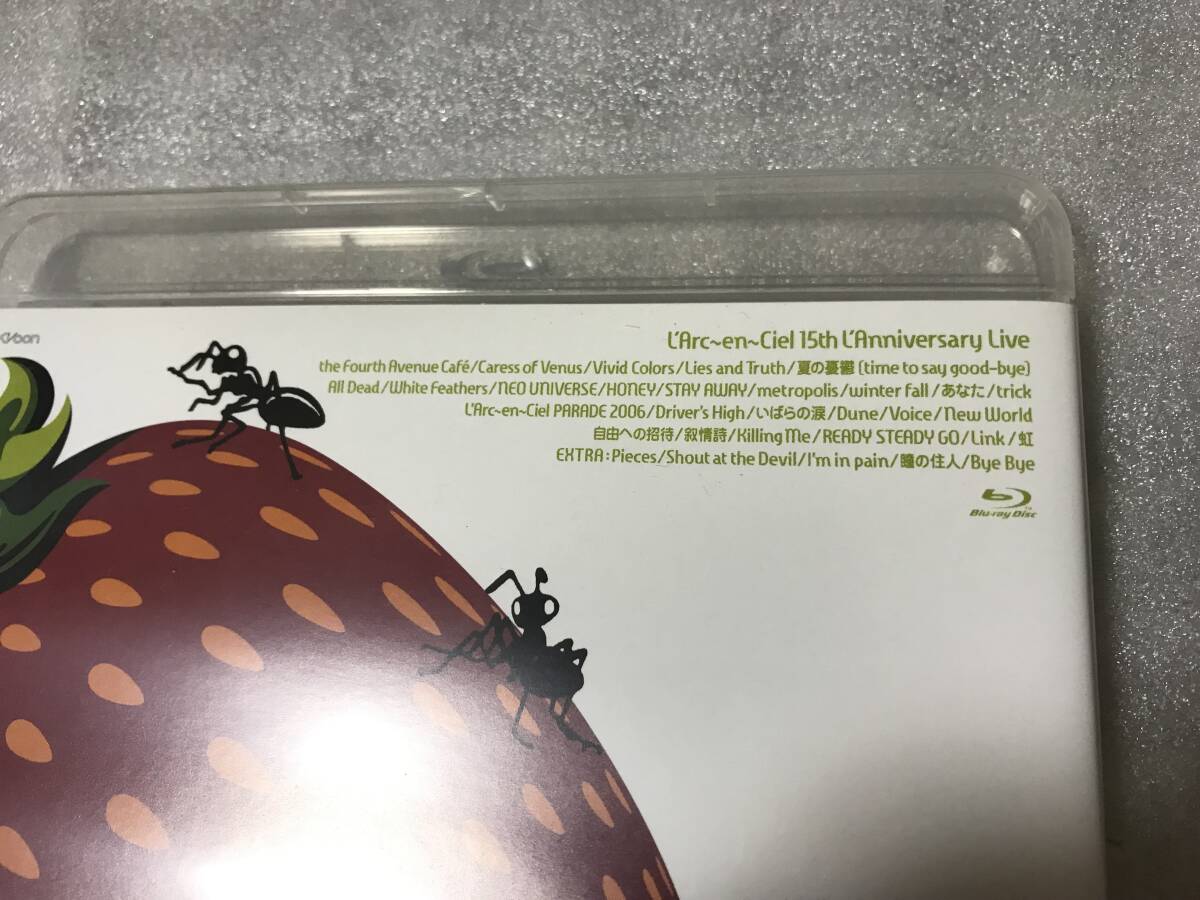 L'Arc~en~Ciel 15th L'Anniversary Live
the Fourth Avenue Café/Caress of Venus/Vivid Colors/Lies and Truth/夏の憂鬱 [time to say good-bye]
All Dead/White Feathers/NEO UNIVERSE/HONEY/STAY AWAY/metropolis/winter fall/あなた/trick
L'Arc~en~Ciel PARADE 2006/Driver's High/いばらの涙/Dune/Voice/New World
自由への招待/叙情詩/Killing Me/READY STEADY GO/Link/虹
EXTRA:Pieces/Shout at the Devil/I'm in pain/瞳の住人/Bye Bye
Blu-ray Disc